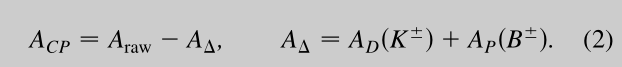 A_{CP} = A_{raw} − A_Δ,    A_Δ = A_D(K^±) + A_P(B^±).    (2)